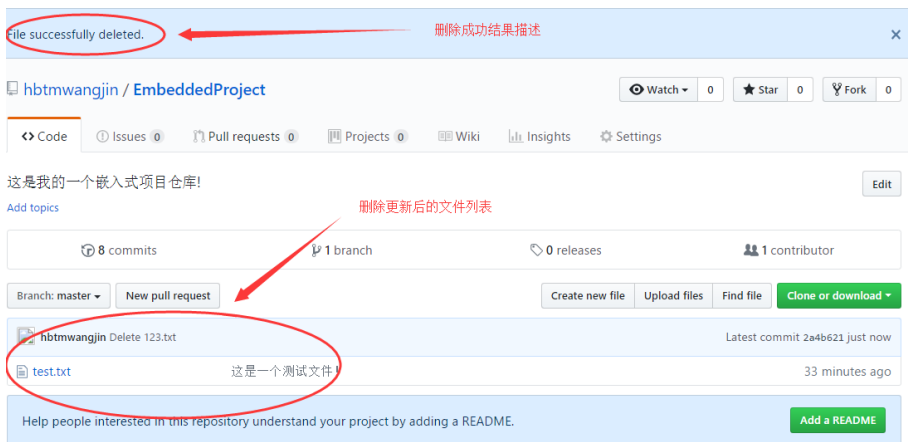 File successfully deleted.
删除成功结果描述
hbtmwangjin / EmbeddedProject
Watch 0 Star 0 Fork 0
Code Issues 0 Pull requests 0 Projects 0 Wiki Insights Settings
这是我的一个嵌入式项目仓库!
Edit
Add topics
删除更新后的文件列表
8 commits 1 branch 0 releases 1 contributor
Branch: master New pull request Create new file Upload files Find file Clone or download
hbtmwangjin Delete 123.txt Latest commit 2a4b621 just now
test.txt 这是一个测试文件! 33 minutes ago
Help people interested in this repository understand your project by adding a README. Add a README